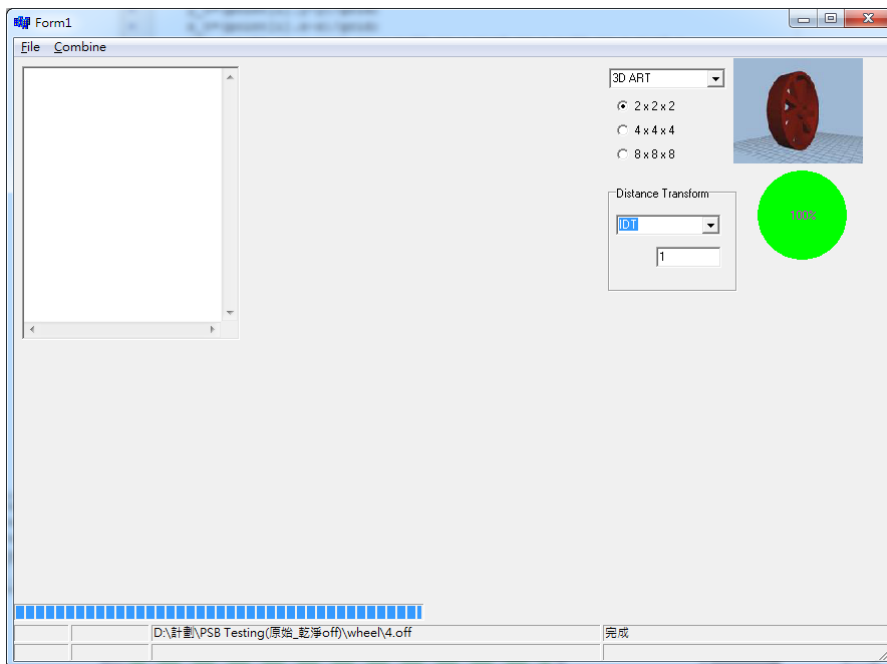 Form1
File Combine
3D ART
2 x 2 x 2
4 x 4 x 4
8 x 8 x 8
Distance Transform
IDT
1
100%
D:\計劃\PSB Testing(原始_乾淨off)\wheel\4.off
完成